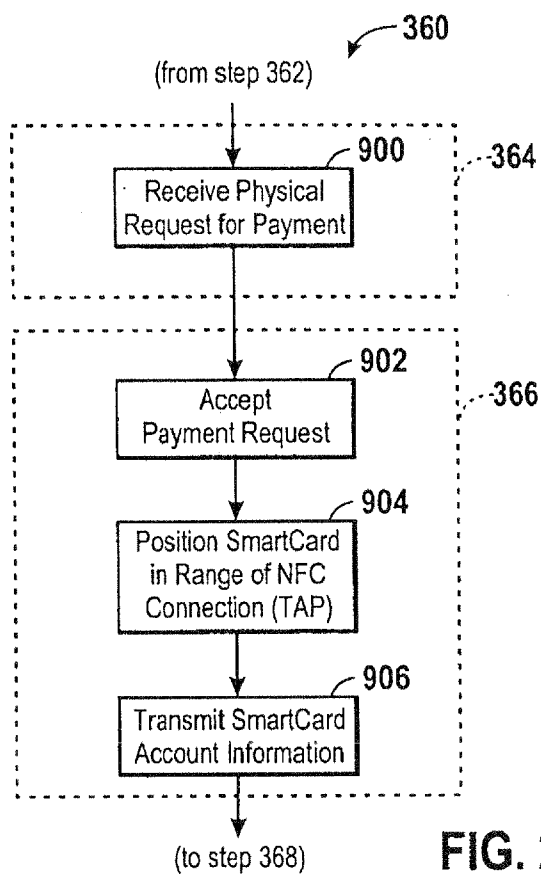 360
(from step 362)
900
364
Receive Physical
Request for Payment
902
366
Accept
Payment Request
904
Position SmartCard
in Range of NFC
Connection (TAP)
906
Transmit SmartCard
Account Information
(to step 368)
FIG.